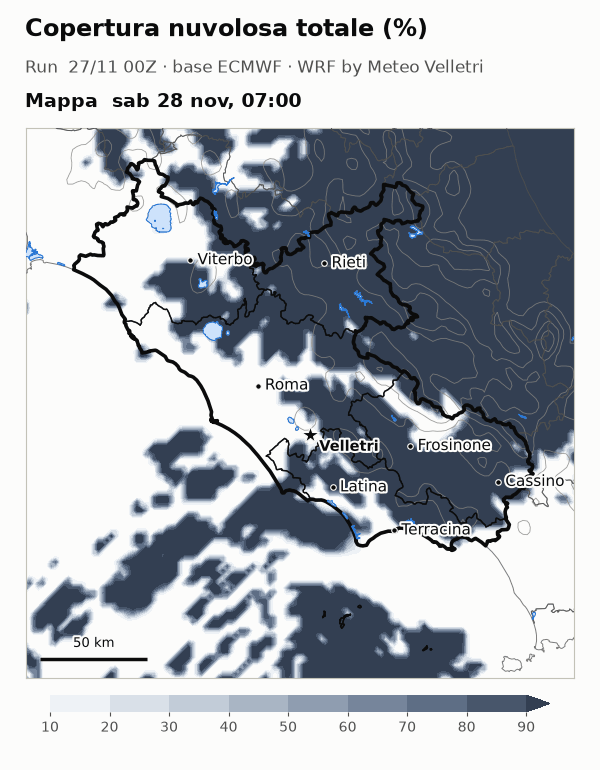 Copertura nuvolosa totale (%)
Run  27/11 00Z · base ECMWF · WRF by Meteo Velletri
Mappa  sab 28 nov, 07:00
Viterbo
Rieti
Roma
Velletri
Frosinone
Cassino
Latina
Terracina
50 km
10 20 30 40 50 60 70 80 90